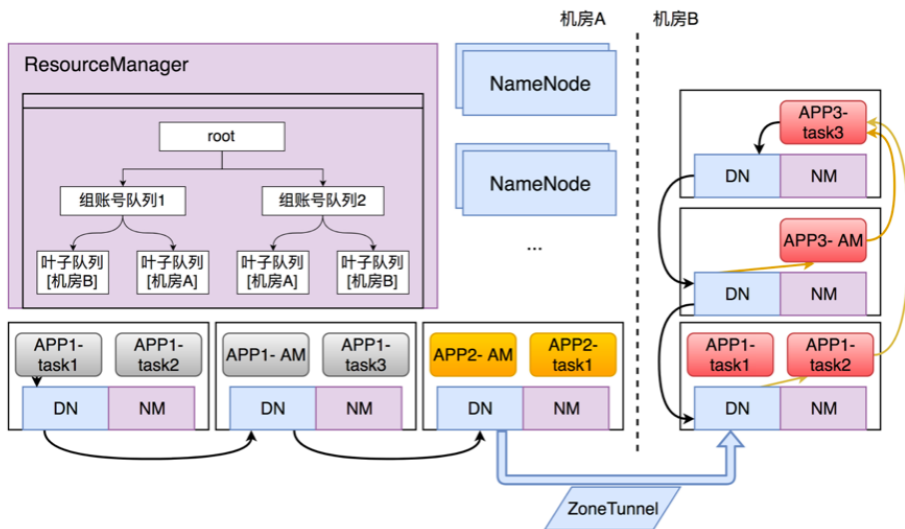 机房A
机房B
ResourceManager
root
组账号队列1
组账号队列2
叶子队列
[机房B]
叶子队列
[机房A]
叶子队列
[机房A]
叶子队列
[机房B]
NameNode
NameNode
...
APP3-
task3
DN
NM
APP3- AM
DN
NM
APP1-
task1
APP1-
task2
DN
NM
APP1-
task1
APP1-
task2
DN
NM
APP1- AM
APP1-
task3
DN
NM
APP2- AM
APP2-
task1
DN
NM
ZoneTunnel